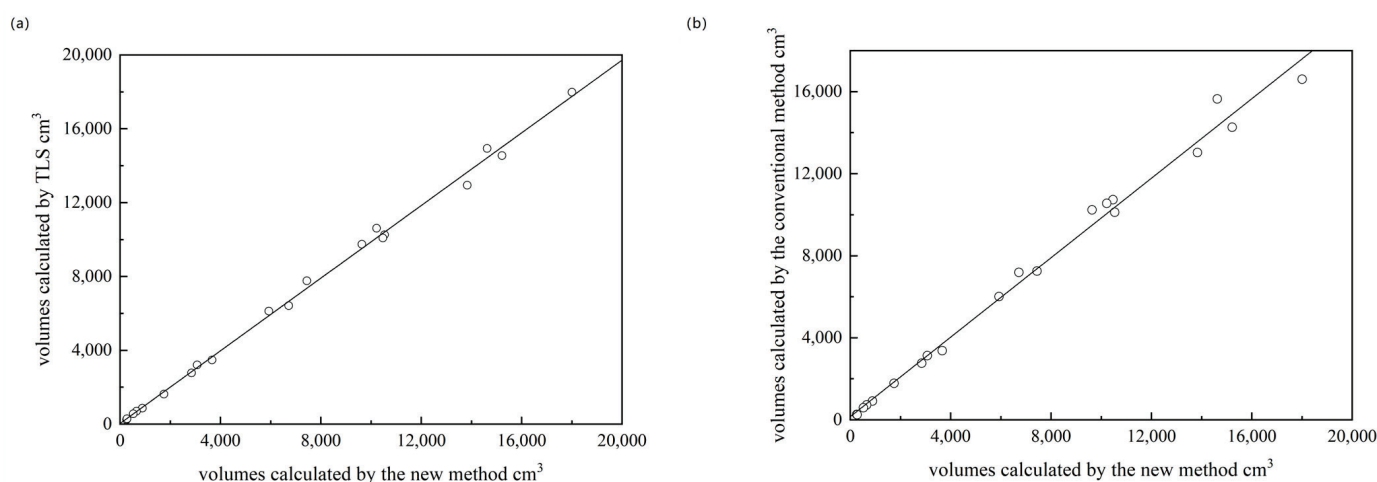 (a)
volumes calculated by TLS cm³
20,000
16,000
12,000
8,000
4,000
0
0 4,000 8,000 12,000 16,000 20,000
volumes calculated by the new method cm³
(b)
volumes calculated by the conventional method cm³
16,000
12,000
8,000
4,000
0
0 4,000 8,000 12,000 16,000 20,000
volumes calculated by the new method cm³